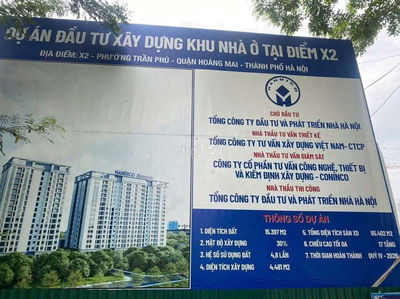 DỰ ÁN ĐẦU TƯ XÂY DỰNG KHU NHÀ Ở TẠI ĐIỂM X2
ĐỊA ĐIỂM: X2 - PHƯỜNG TRẦN PHÚ - QUẬN HOÀNG MAI - THÀNH PHỐ HÀ NỘI
HANDICO
CHỦ ĐẦU TƯ
TỔNG CÔNG TY ĐẦU TƯ VÀ PHÁT TRIỂN NHÀ HÀ NỘI
NHÀ THẦU TƯ VẤN THIẾT KẾ
TỔNG CÔNG TY TƯ VẤN XÂY DỰNG VIỆT NAM- CTCP
NHÀ THẦU TƯ VẤN GIÁM SÁT
CÔNG TY CỔ PHẦN TƯ VẤN CÔNG NGHỆ, THIẾT BỊ
VÀ KIỂM ĐỊNH XÂY DỰNG - CONINCO
NHÀ THẦU THI CÔNG
TỔNG CÔNG TY ĐẦU TƯ VÀ PHÁT TRIỂN NHÀ HÀ NỘI
HANDICO
THÔNG SỐ DỰ ÁN
1. DIỆN TÍCH ĐẤT 15.397 M2
2. MẬT ĐỘ XÂY DỰNG 30%
3. HỆ SỐ SỬ DỤNG ĐẤT 4,8 LẦN
4. DIỆN TÍCH XÂY DỰNG 4,461 M2
5. TỔNG DIỆN TÍCH SÀN XD 65.402 M2
6. CHIỀU CAO TỐI ĐA 17 TẦNG
7. THỜI GIAN HOÀN THÀNH QUÝ IV - 2026